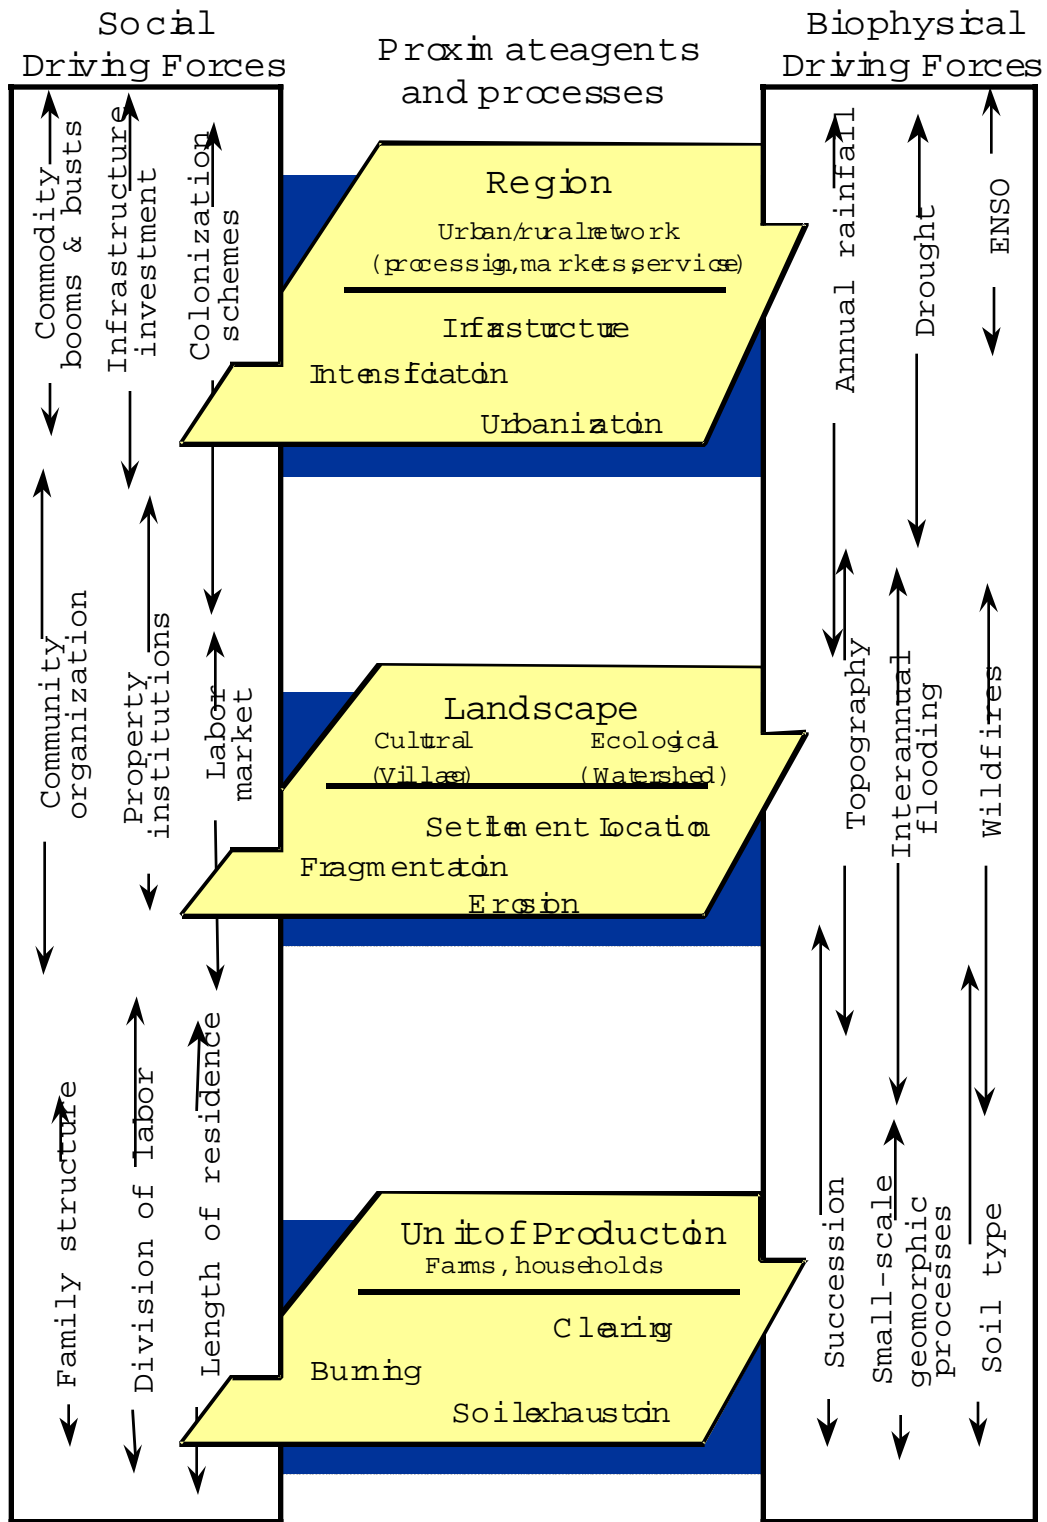 Social
Driving Forces
Proximate agents
and processes
Biophysical
Driving Forces
Commodity
booms & busts
Infrastructure
investment
Colonization
schemes
Community
organization
Property
institutions
Labor
market
Family structure
Division of labor
Length of residence
Region
Urban/rural network
(processing, markets, services)
Infrastructure
Intensification
Urbanization
Landscape
Cultural
(Village)
Ecological
(Watershed)
Settlement Location
Fragmentation
Erosion
Unit of Production
Farms, households
Clearing
Burning
Soil exhaustion
Annual rainfall
Drought
ENSO
Topography
Interannual
flooding
Wildfires
Succession
Small-scale
geomorphic
processes
Soil type